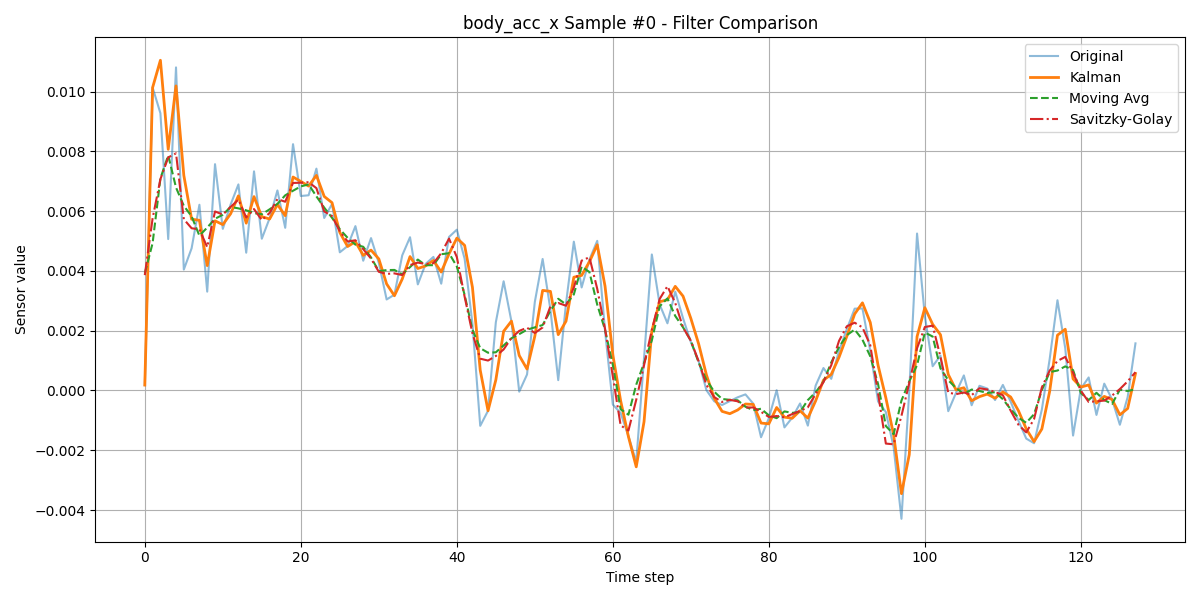 body_acc_x Sample #0 - Filter Comparison
Original
Kalman
Moving Avg
Savitzky-Golay
Sensor value
0.010
0.008
0.006
0.004
0.002
0.000
−0.002
−0.004
0 20 40 60 80 100 120
Time step